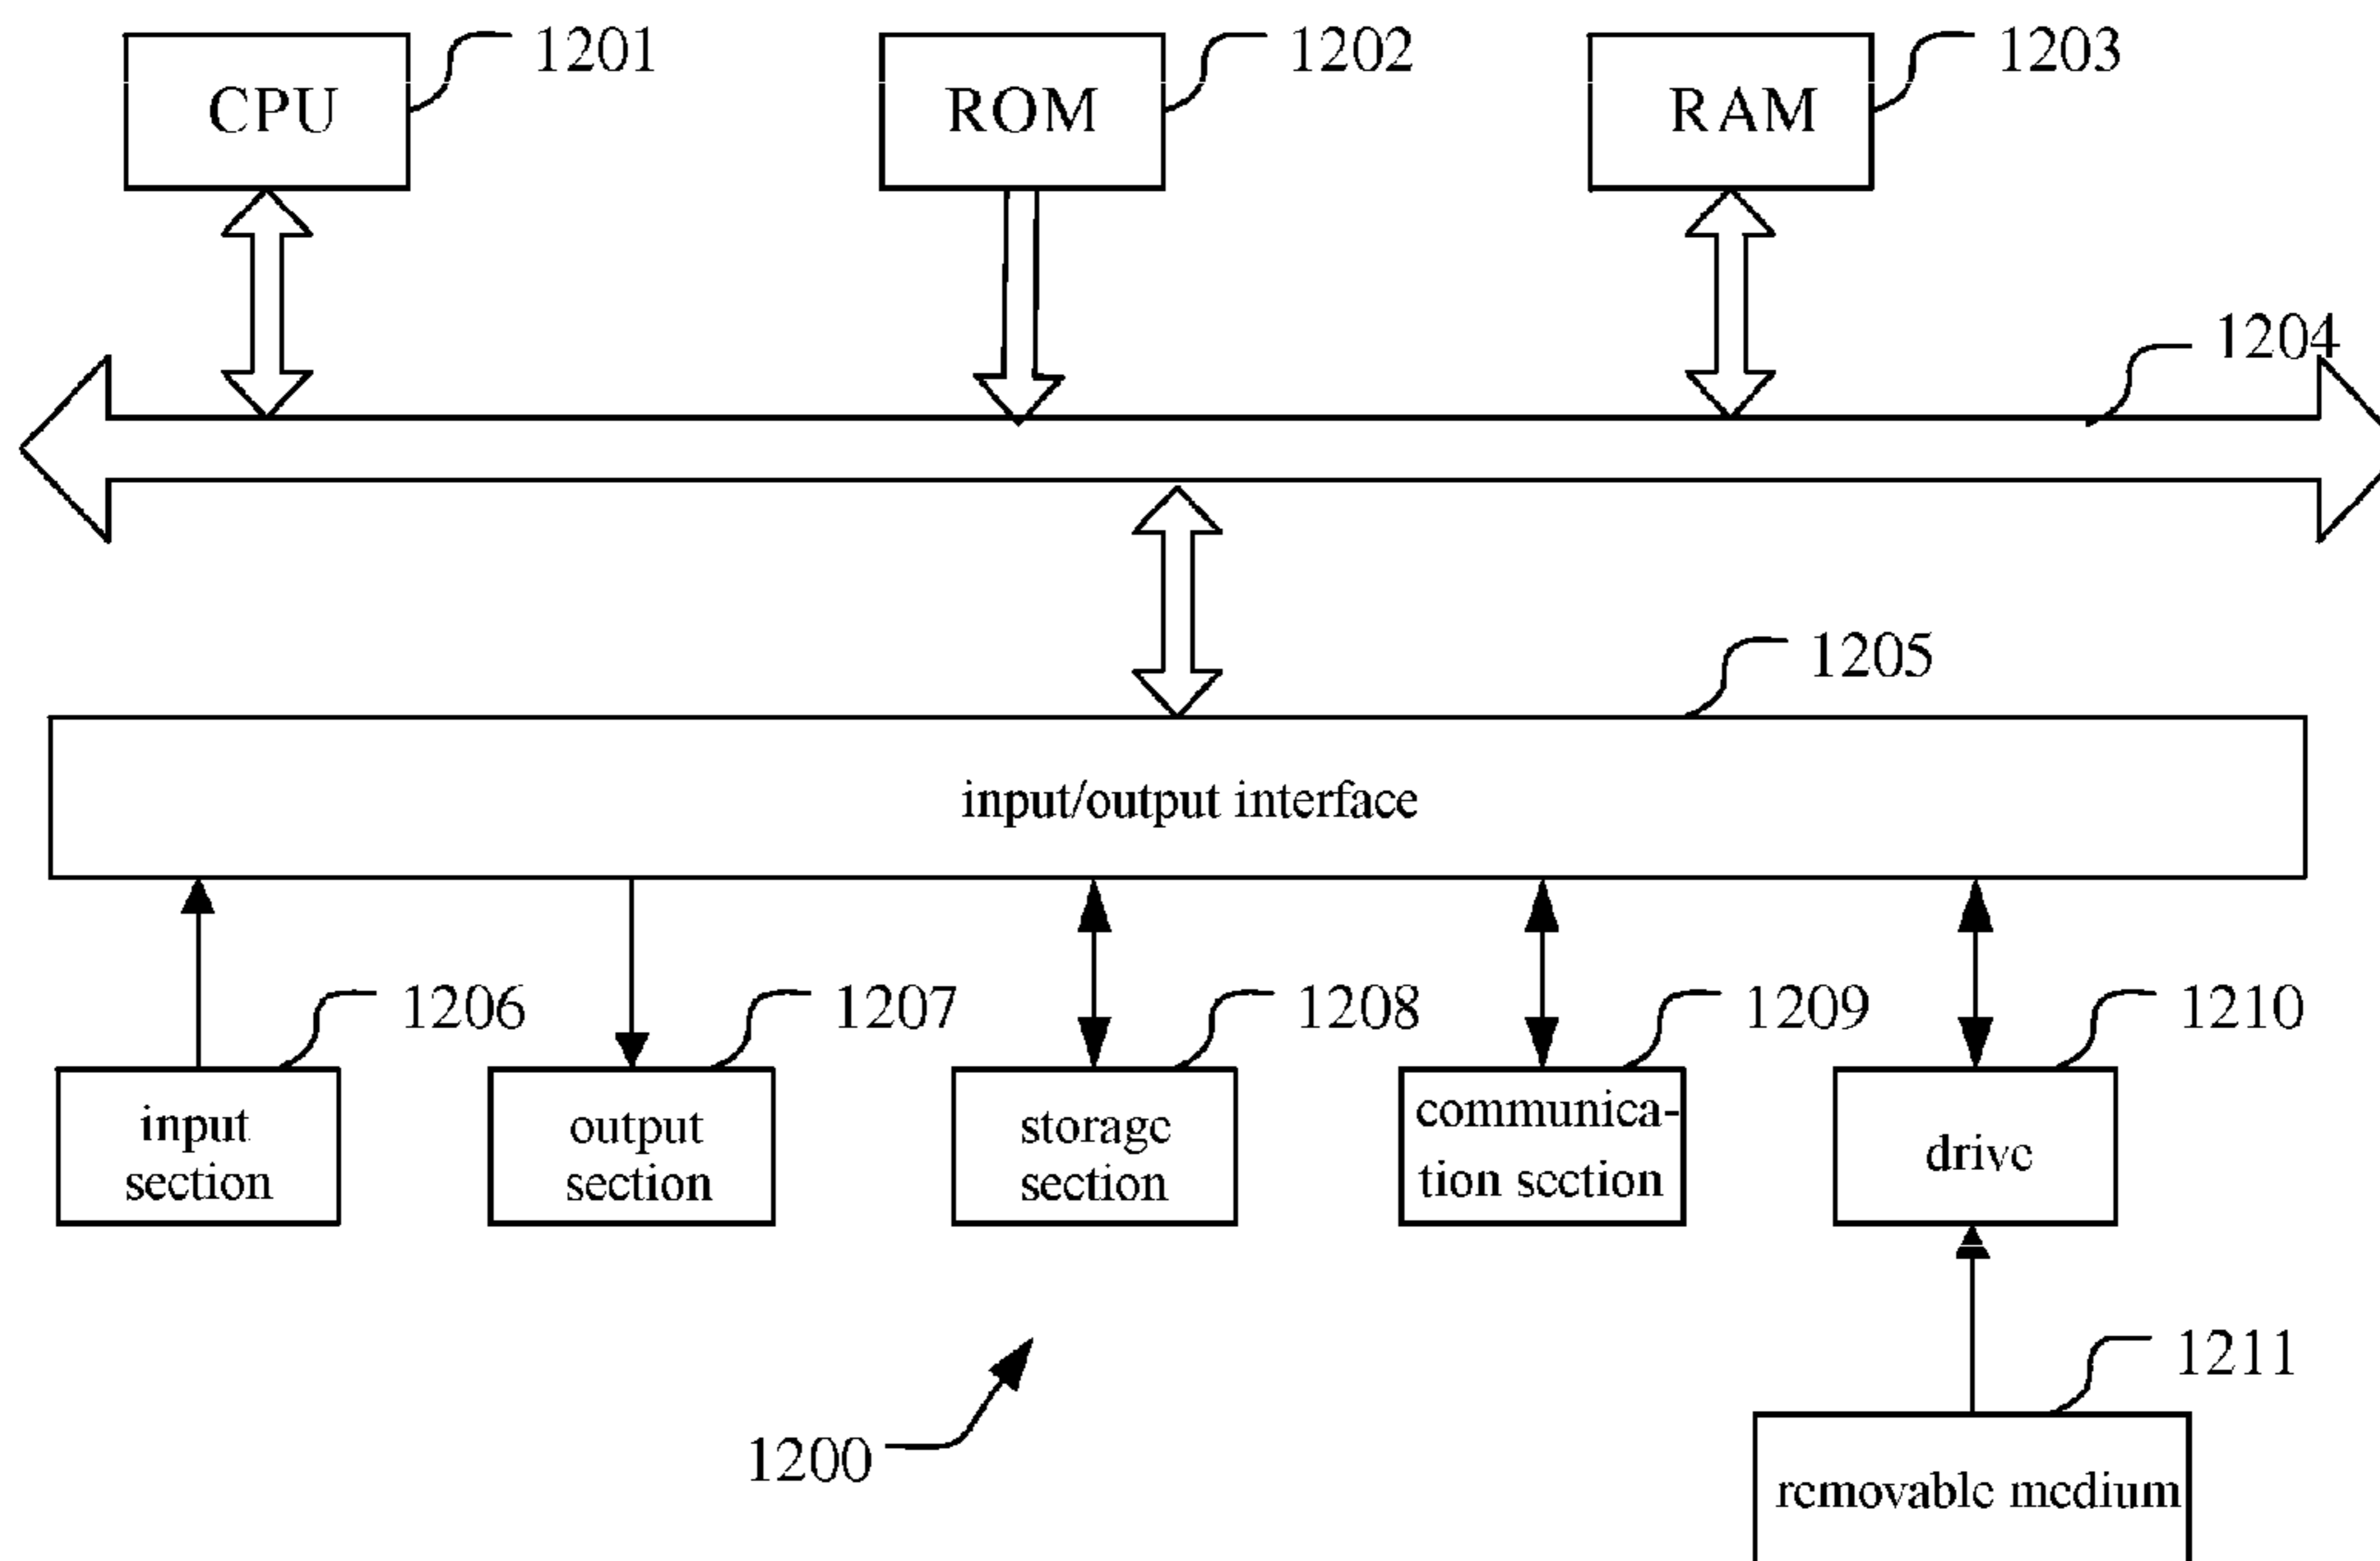 CPU
1201
ROM
1202
RAM
1203
1204
1205
input/output interface
1206
1207
1208
1209
1210
input
section
output
section
storage
section
communica-
tion section
drive
1211
1200
removable medium